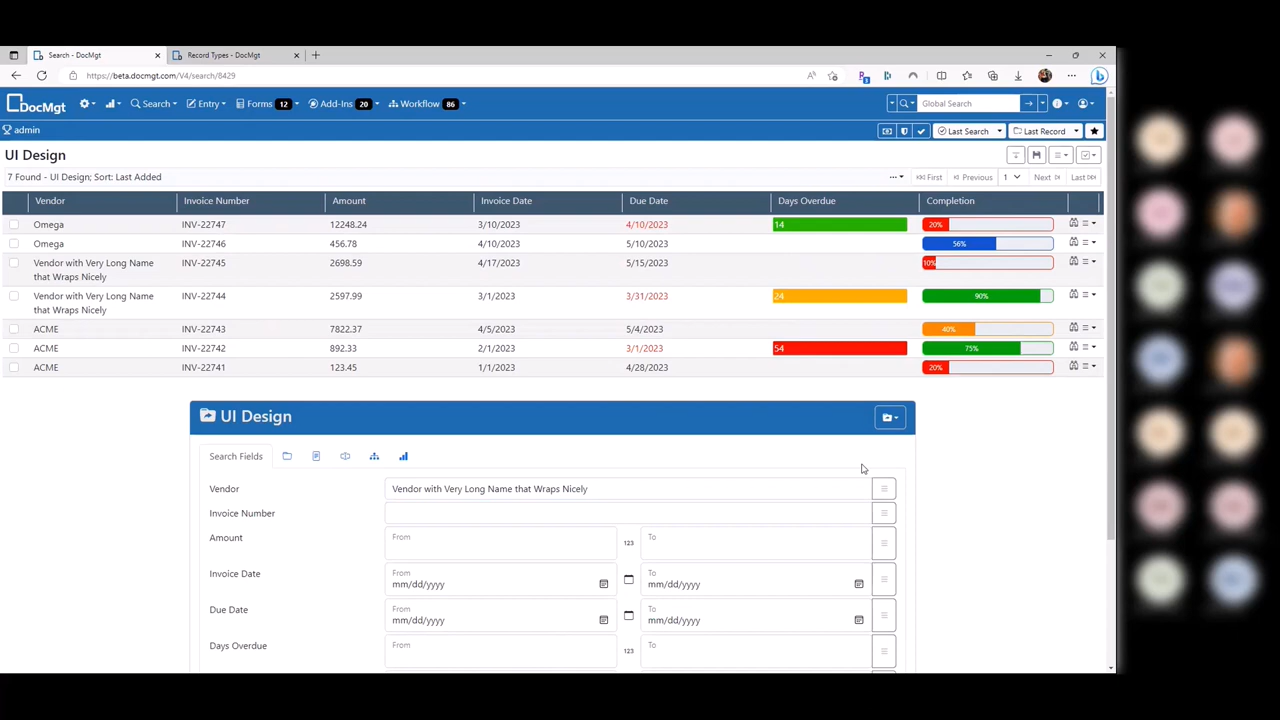 Search - DocMgt
Record Types - DocMgt
https://beta.docmgt.com/V4/search/8429
DocMgt Search Entry Forms 12 Add-Ins 20 Workflow 86 Global Search
admin Last Search Last Record
UI Design
7 Found - UI Design; Sort: Last Added ... First Previous 1 Next Last
Vendor Invoice Number Amount Invoice Date Due Date Days Overdue Completion
Omega INV-22747 12248.24 3/10/2023 4/10/2023 14 20%
Omega INV-22746 456.78 4/10/2023 5/10/2023 56%
Vendor with Very Long Name INV-22745 2698.59 4/17/2023 5/15/2023 10%
that Wraps Nicely
Vendor with Very Long Name INV-22744 2597.99 3/1/2023 3/31/2023 24 90%
that Wraps Nicely
ACME INV-22743 7822.37 4/5/2023 5/4/2023 40%
ACME INV-22742 892.33 2/1/2023 3/1/2023 54 75%
ACME INV-22741 123.45 1/1/2023 4/28/2023 20%
UI Design
Search Fields
Vendor Vendor with Very Long Name that Wraps Nicely
Invoice Number
Amount From 123 To
Invoice Date From mm/dd/yyyy To mm/dd/yyyy
Due Date From mm/dd/yyyy To mm/dd/yyyy
Days Overdue From 123 To